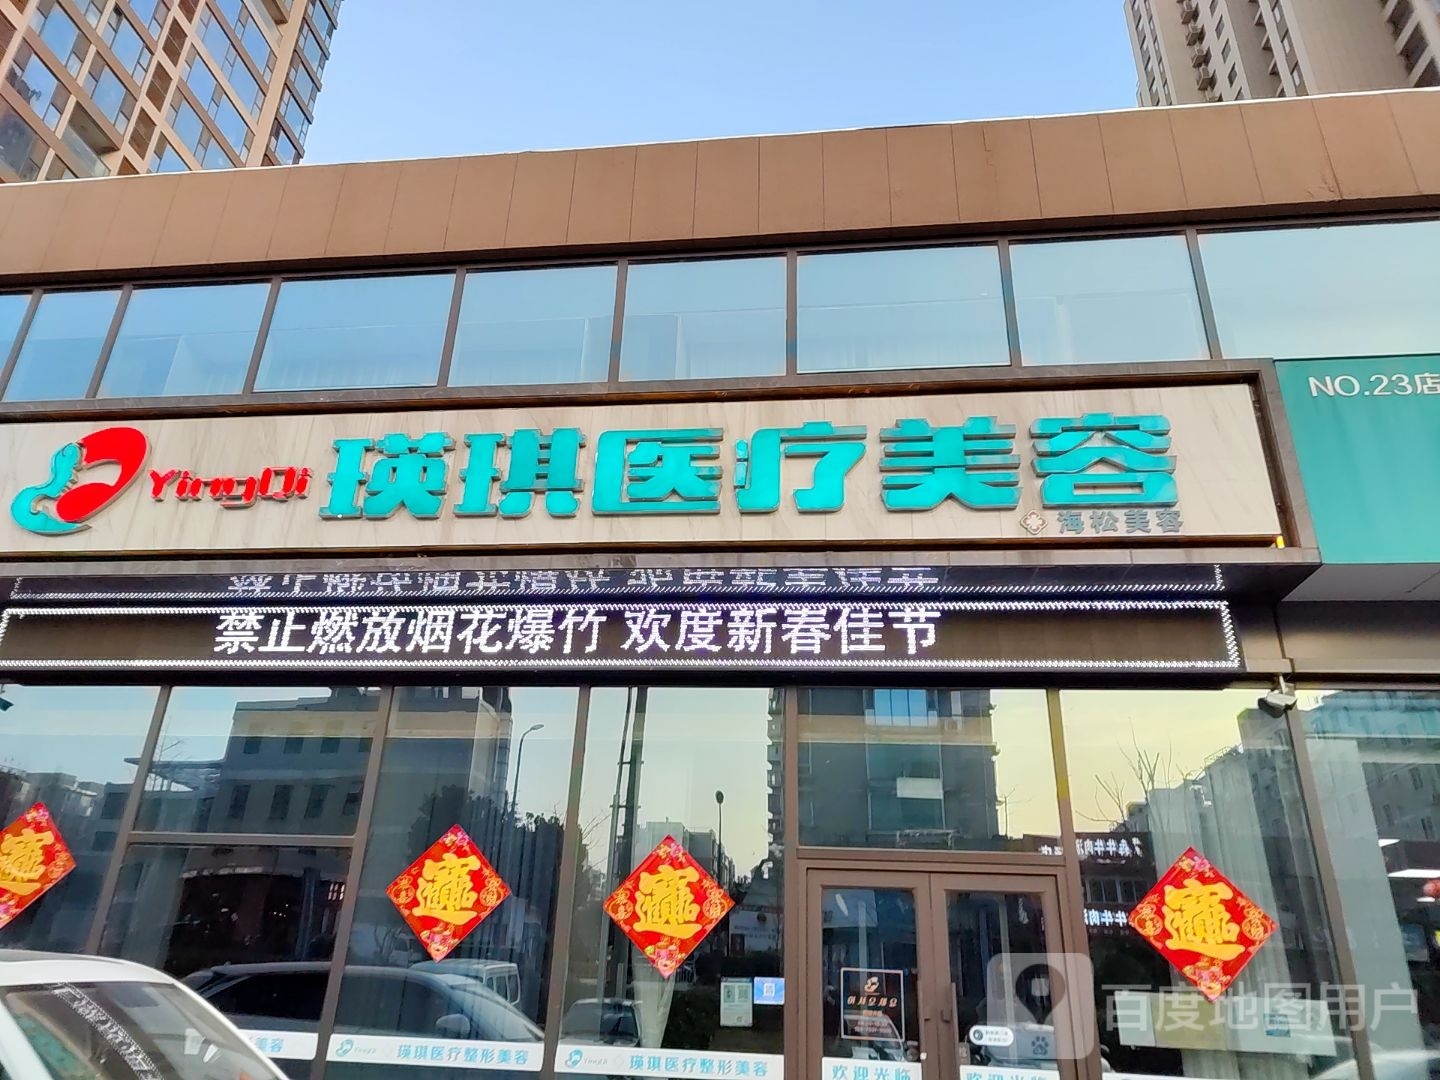 NO.23店
YingQi 瑛琪医疗美容
海松美容
禁止燃放烟花爆竹 欢度新春佳节
瑛琪医疗整形美容
YingQi 瑛琪医疗整形美容
欢迎光临
欢迎光临
百度地图用户